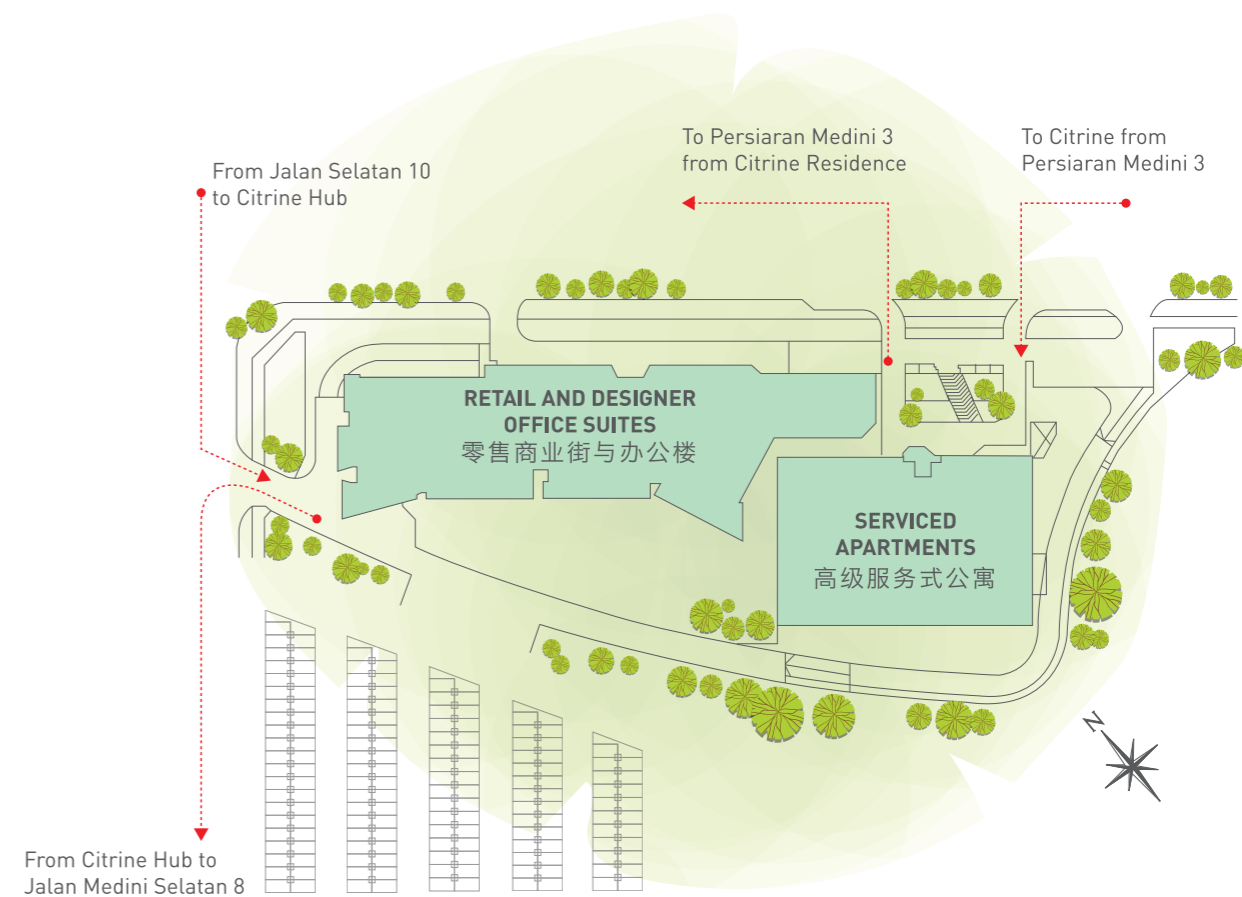 To Persiaran Medini 3
from Citrine Residence
To Citrine from
Persiaran Medini 3
From Jalan Selatan 10
to Citrine Hub
RETAIL AND DESIGNER
OFFICE SUITES
零售商业街与办公楼
SERVICED
APARTMENTS
高级服务式公寓
N
From Citrine Hub to
Jalan Medini Selatan 8